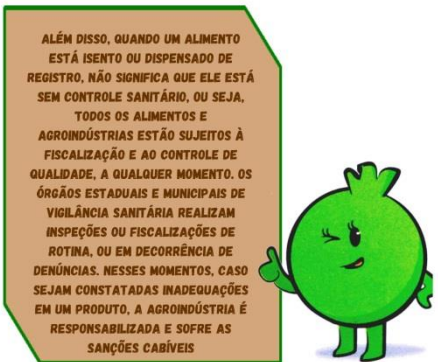 ALÉM DISSO, QUANDO UM ALIMENTO
ESTÁ ISENTO OU DISPENSADO DE
REGISTRO, NÃO SIGNIFICA QUE ELE ESTÁ
SEM CONTROLE SANITÁRIO, OU SEJA,
TODOS OS ALIMENTOS E
AGROINDÚSTRIAS ESTÃO SUJEITOS À
FISCALIZAÇÃO E AO CONTROLE DE
QUALIDADE, A QUALQUER MOMENTO. OS
ÓRGÃOS ESTADUAIS E MUNICIPAIS DE
VIGILÂNCIA SANITÁRIA REALIZAM
INSPEÇÕES OU FISCALIZAÇÕES DE
ROTINA, OU EM DECORRÊNCIA DE
DENÚNCIAS. NESSES MOMENTOS, CASO
SEJAM CONSTATADAS INADEQUAÇÕES
EM UM PRODUTO, A AGROINDÚSTRIA É
RESPONSABILIZADA E SOFRE AS
SANÇÕES CABÍVEIS